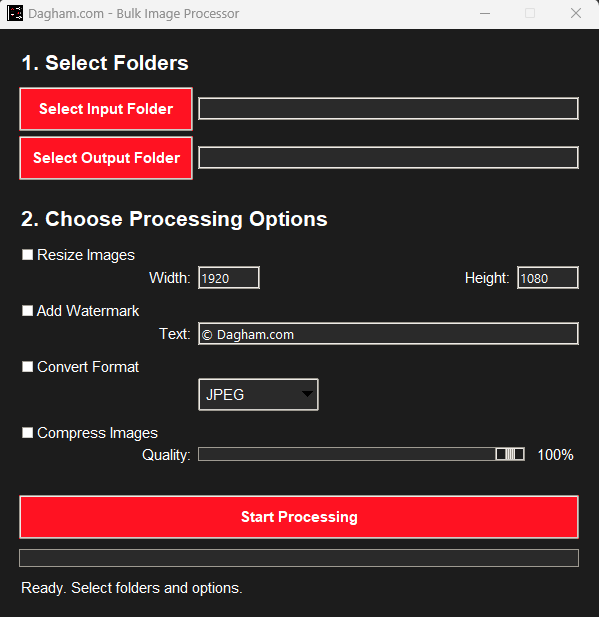 Dagham.com - Bulk Image Processor
1. Select Folders
Select Input Folder
Select Output Folder
2. Choose Processing Options
Resize Images
Width: 1920 Height: 1080
Add Watermark
Text: © Dagham.com
Convert Format
JPEG
Compress Images
Quality: 100%
Start Processing
Ready. Select folders and options.